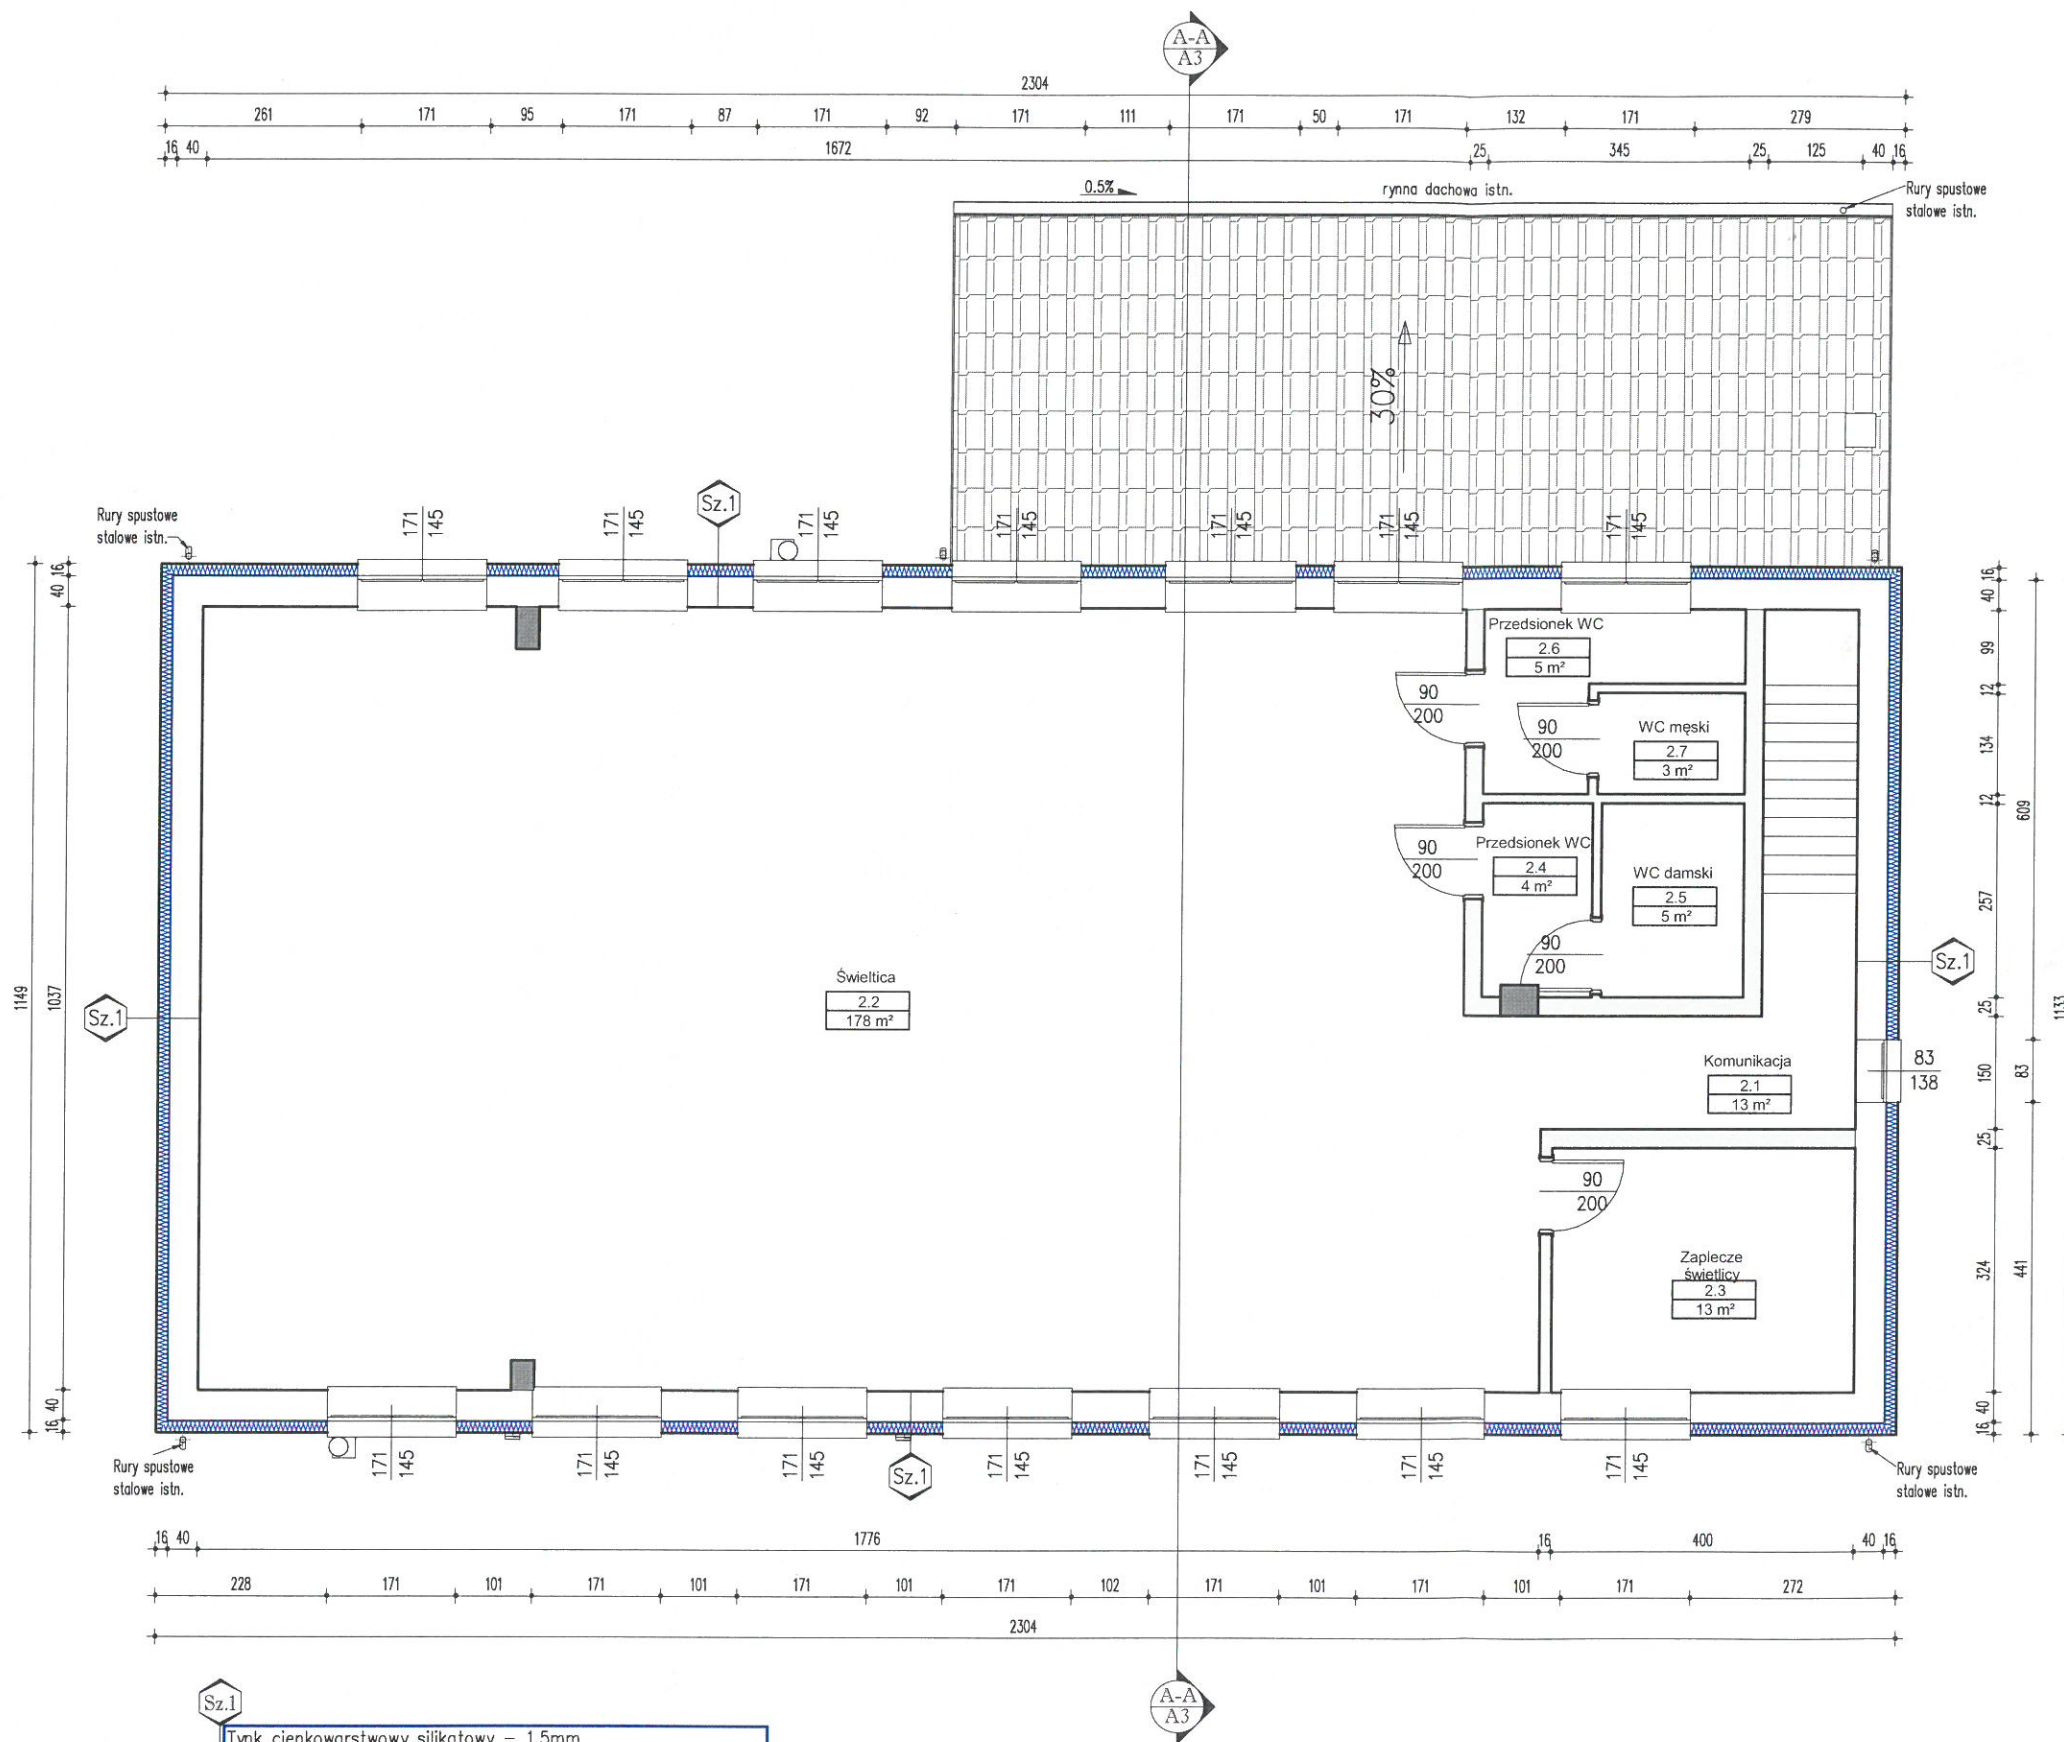 A-A
A3
2304
261 171 95 171 87 171 92 171 111 171 50 171 132 171 279
16 40 1672 25 345 25 125 40 16
0.5%
rynna dachowa istn.
Rury spustowe
stalowe istn.
30%
Rury spustowe
stalowe istn.
Sz.1
171 145
171 145
171 145
171 145
171 145
171 145
171 145
16
40
1037
40
16
1149
Sz.1
Przedsionek WC
2.6
5 m²
90
200
90
200
WC męski
2.7
3 m²
90
200
Przedsionek WC
2.4
4 m²
WC damski
2.5
5 m²
90
200
Świeltica
2.2
178 m²
Komunikacja
2.1
13 m²
83
138
90
200
Zaplecze
świetlicy
2.3
13 m²
16
40
99
12
134
12
257
25
150
25
324
40
16
609
83
441
1133
Sz.1
171 145
171 145
171 145
171 145
171 145
171 145
171 145
Sz.1
Rury spustowe
stalowe istn.
Rury spustowe
stalowe istn.
16 40 1776 16 400 40 16
228 171 101 171 101 171 101 171 102 171 101 171 101 171 272
2304
A-A
A3
Sz.1
Tynk cienkowarstwowy silikatowy – 1,5mm